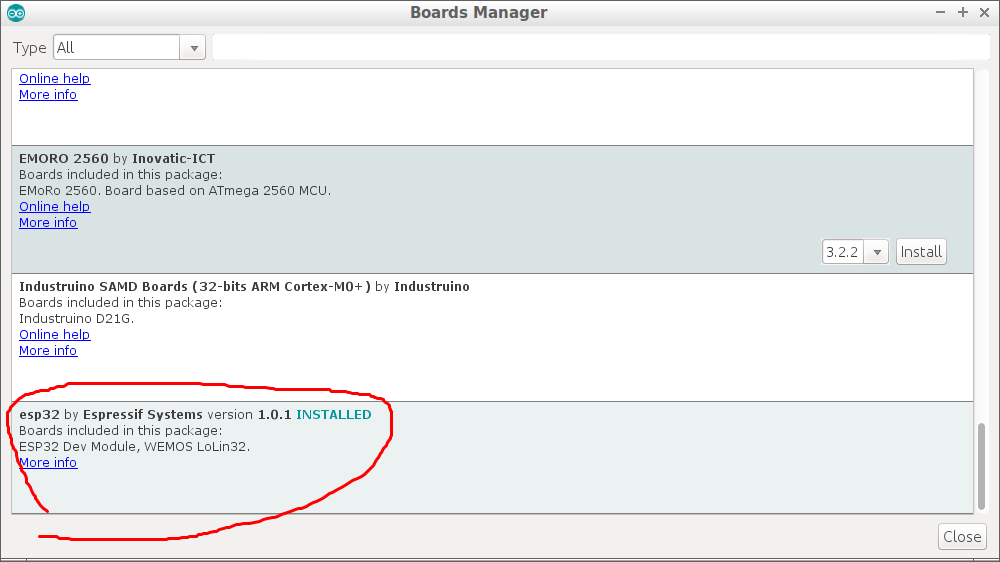 Boards Manager
Type All
Online help
More info
EMORO 2560 by Inovatic-ICT
Boards included in this package:
EMoRo 2560. Board based on ATmega 2560 MCU.
Online help
More info
3.2.2 Install
Industruino SAMD Boards (32-bits ARM Cortex-M0+) by Industruino
Boards included in this package:
Industruino D21G.
Online help
More info
esp32 by Espressif Systems version 1.0.1 INSTALLED
Boards included in this package:
ESP32 Dev Module, WEMOS LoLin32.
More info
Close